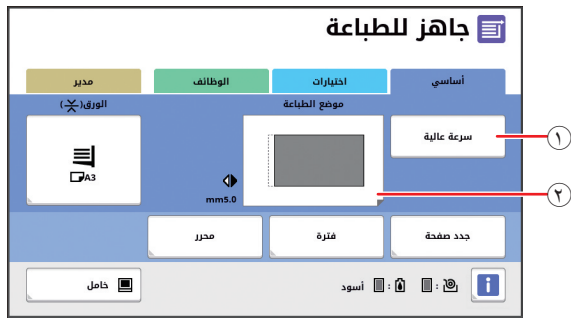 جاهز للطباعة
أساسي
اختيارات
الوظائف
مدير
موضع الطباعة
الورق( )
سرعة عالية
١
A3
mm5.0
٢
جدد صفحة
فترة
محرر
i
: : أسود
خامل